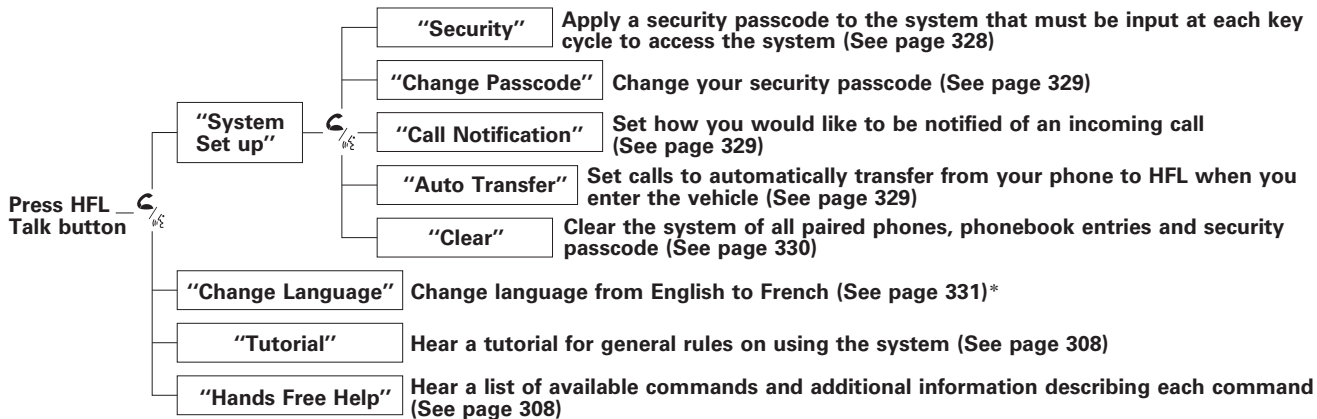 "Security"
Apply a security passcode to the system that must be input at each key
cycle to access the system (See page 328)
"Change Passcode"
Change your security passcode (See page 329)
"System
Set up"
"Call Notification"
Set how you would like to be notified of an incoming call
(See page 329)
"Auto Transfer"
Set calls to automatically transfer from your phone to HFL when you
enter the vehicle (See page 329)
Press HFL
Talk button
"Clear"
Clear the system of all paired phones, phonebook entries and security
passcode (See page 330)
"Change Language"
Change language from English to French (See page 331)*
"Tutorial"
Hear a tutorial for general rules on using the system (See page 308)
"Hands Free Help"
Hear a list of available commands and additional information describing each command
(See page 308)